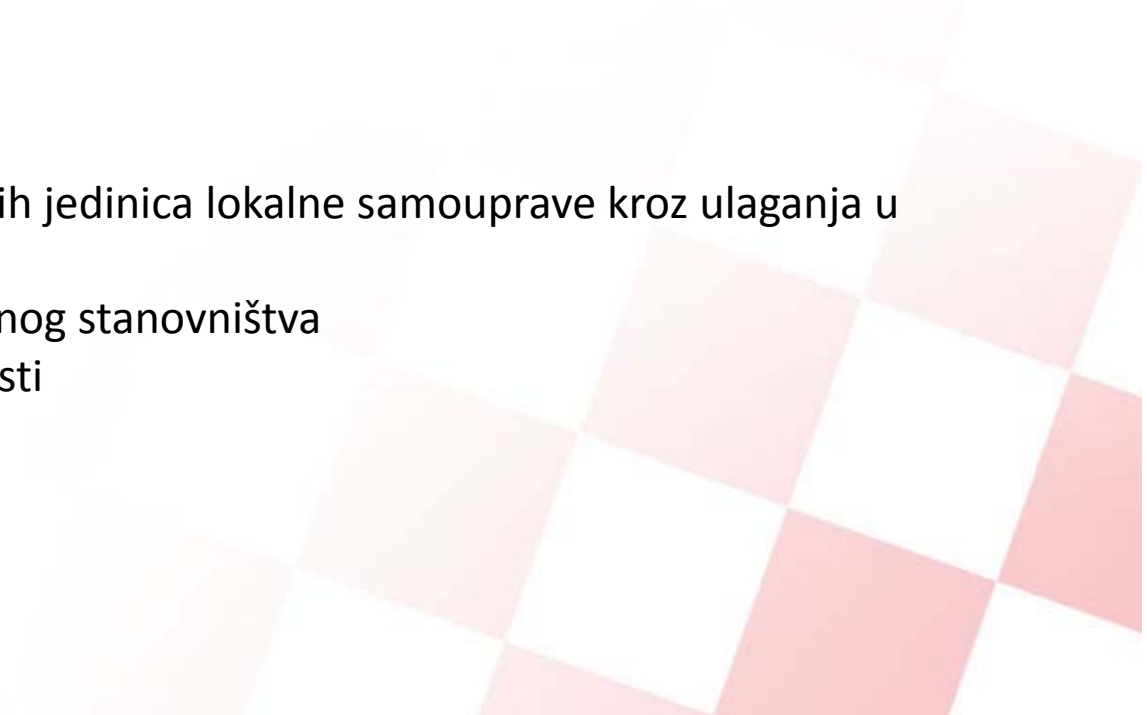 ih jedinica lokalne samouprave kroz ulaganja u
nog stanovništva
sti